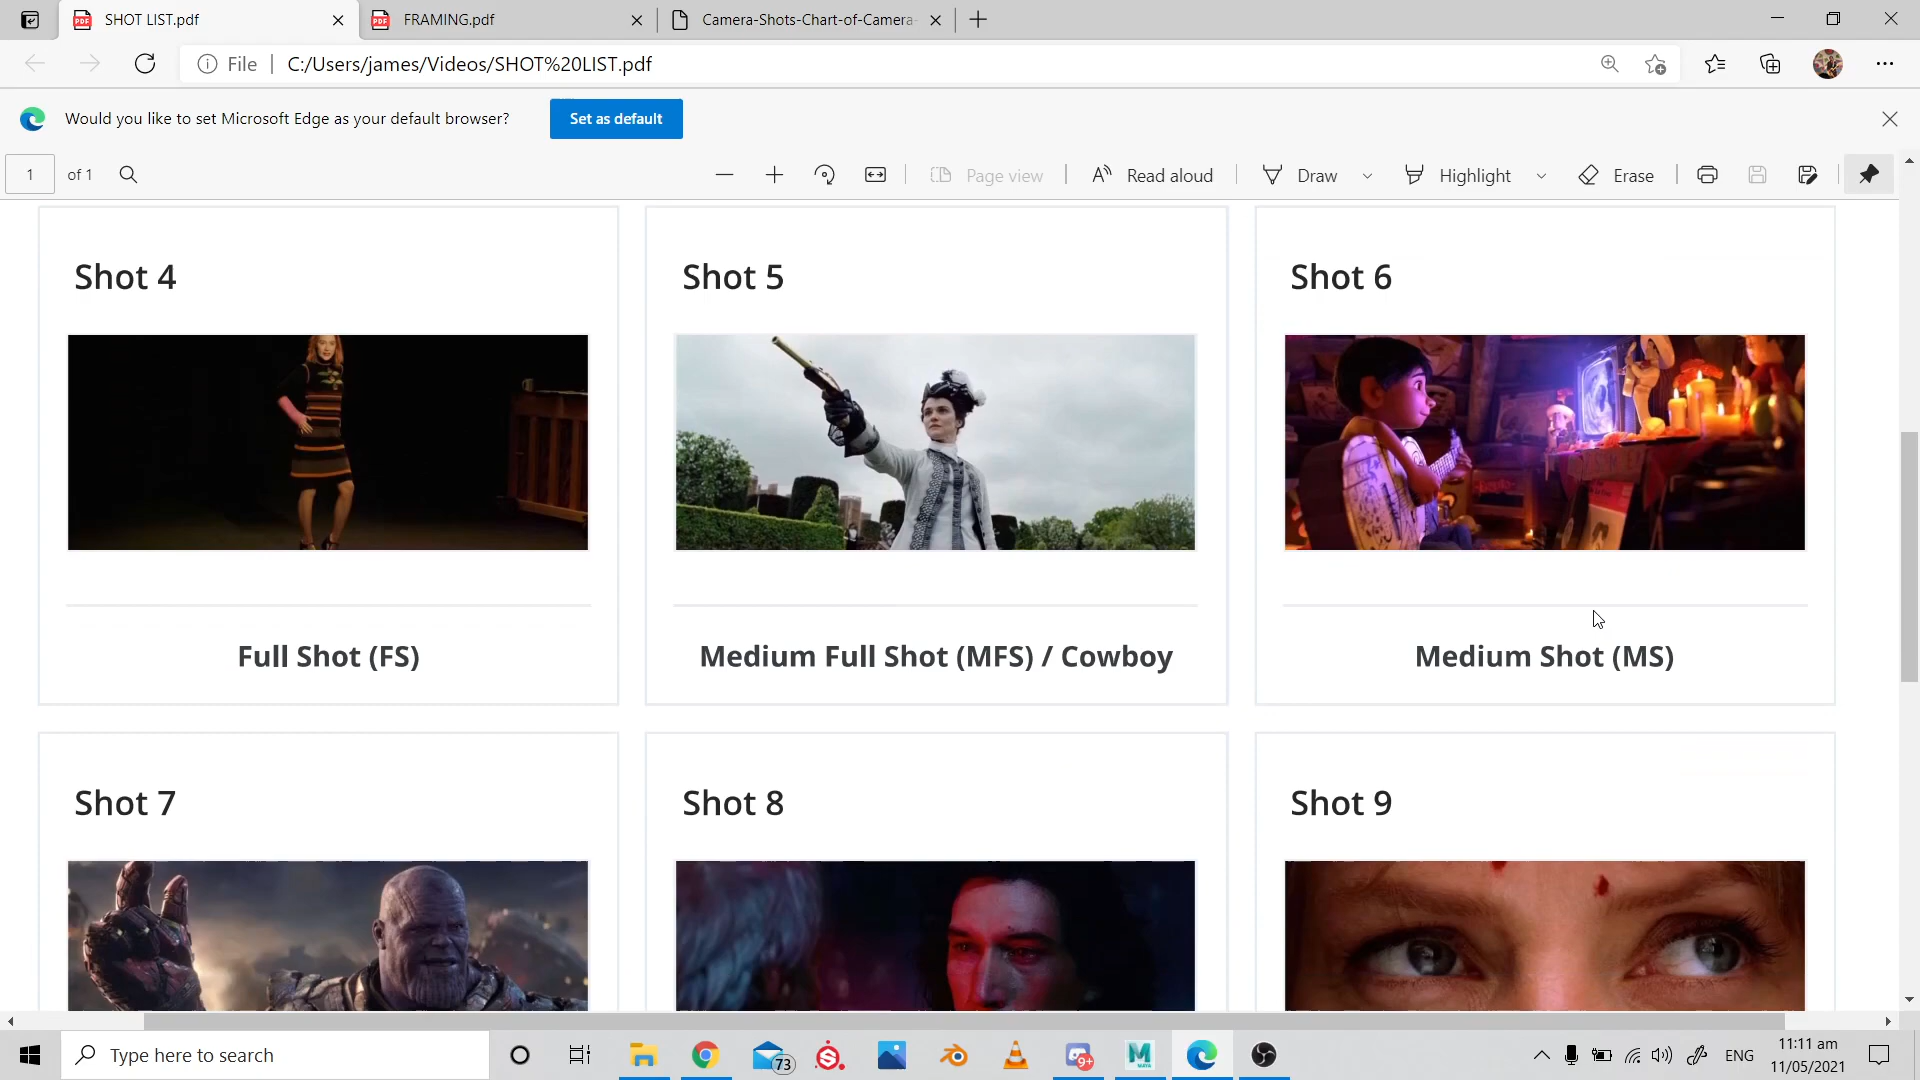 SHOT LIST.pdf
FRAMING.pdf
Camera-Shots-Chart-of-Camera-
File
C:/Users/james/Videos/SHOT%20LIST.pdf
Would you like to set Microsoft Edge as your default browser?
Set as default
1 of 1
Page view
Read aloud
Draw
Highlight
Erase
Shot 4
Shot 5
Shot 6
Full Shot (FS)
Medium Full Shot (MFS) / Cowboy
Medium Shot (MS)
Shot 7
Shot 8
Shot 9
Type here to search
73
9+
ENG
11:11 am
11/05/2021